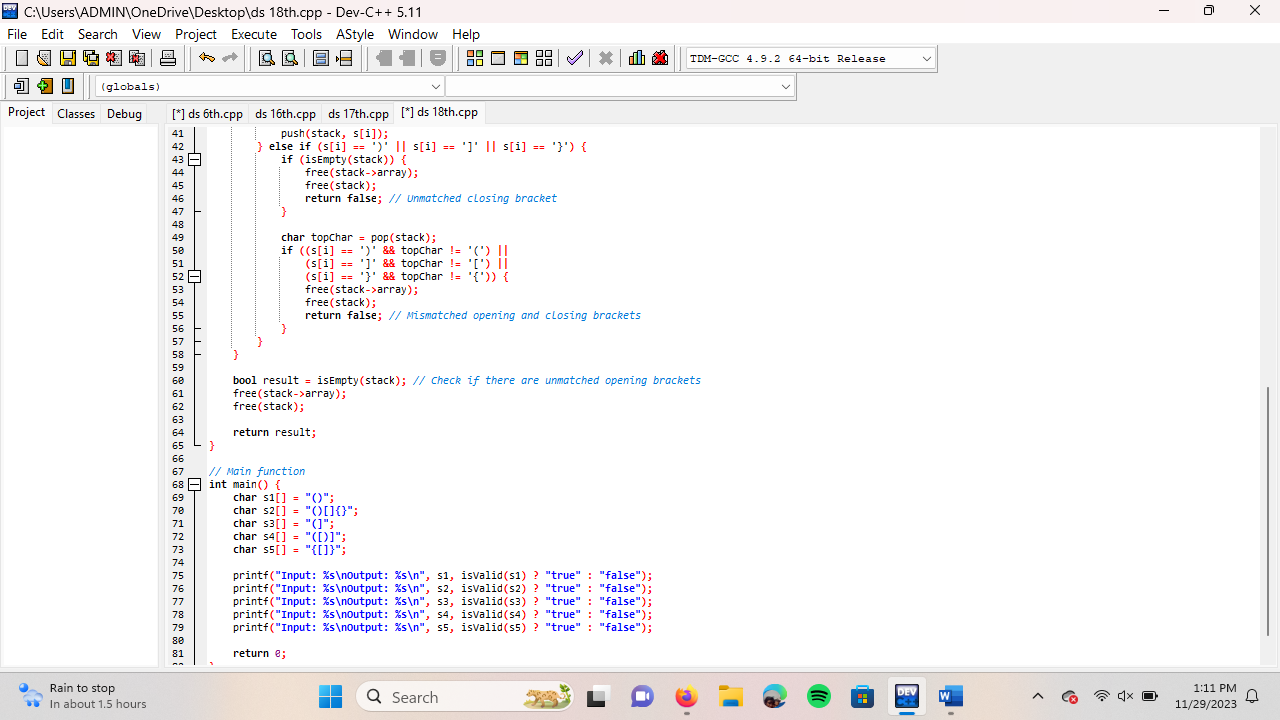 C:\Users\ADMIN\OneDrive\Desktop\ds 18th.cpp - Dev-C++ 5.11
File Edit Search View Project Execute Tools AStyle Window Help
TDM-GCC 4.9.2 64-bit Release
(globals)
Project Classes Debug [*] ds 6th.cpp ds 16th.cpp ds 17th.cpp [*] ds 18th.cpp
41 push(stack, s[i]);
42 } else if (s[i] == ')' || s[i] == ']' || s[i] == '}') {
43 if (isEmpty(stack)) {
44 free(stack->array);
45 free(stack);
46 return false; // Unmatched closing bracket
47 }
48
49 char topChar = pop(stack);
50 if ((s[i] == ')' && topChar != '(') ||
51 (s[i] == ']' && topChar != '[') ||
52 (s[i] == '}' && topChar != '{')) {
53 free(stack->array);
54 free(stack);
55 return false; // Mismatched opening and closing brackets
56 }
57 }
58 }
59
60 bool result = isEmpty(stack); // Check if there are unmatched opening brackets
61 free(stack->array);
62 free(stack);
63
64 return result;
65 }
66
67 // Main function
68 int main() {
69 char s1[] = "()";
70 char s2[] = "()[]{}";
71 char s3[] = "(]";
72 char s4[] = "([)]";
73 char s5[] = "{[]}";
74
75 printf("Input: %s\nOutput: %s\n", s1, isValid(s1) ? "true" : "false");
76 printf("Input: %s\nOutput: %s\n", s2, isValid(s2) ? "true" : "false");
77 printf("Input: %s\nOutput: %s\n", s3, isValid(s3) ? "true" : "false");
78 printf("Input: %s\nOutput: %s\n", s4, isValid(s4) ? "true" : "false");
79 printf("Input: %s\nOutput: %s\n", s5, isValid(s5) ? "true" : "false");
80
81 return 0;
Rain to stop
In about 1.5 hours
Search
DEV
W
1:11 PM
11/29/2023